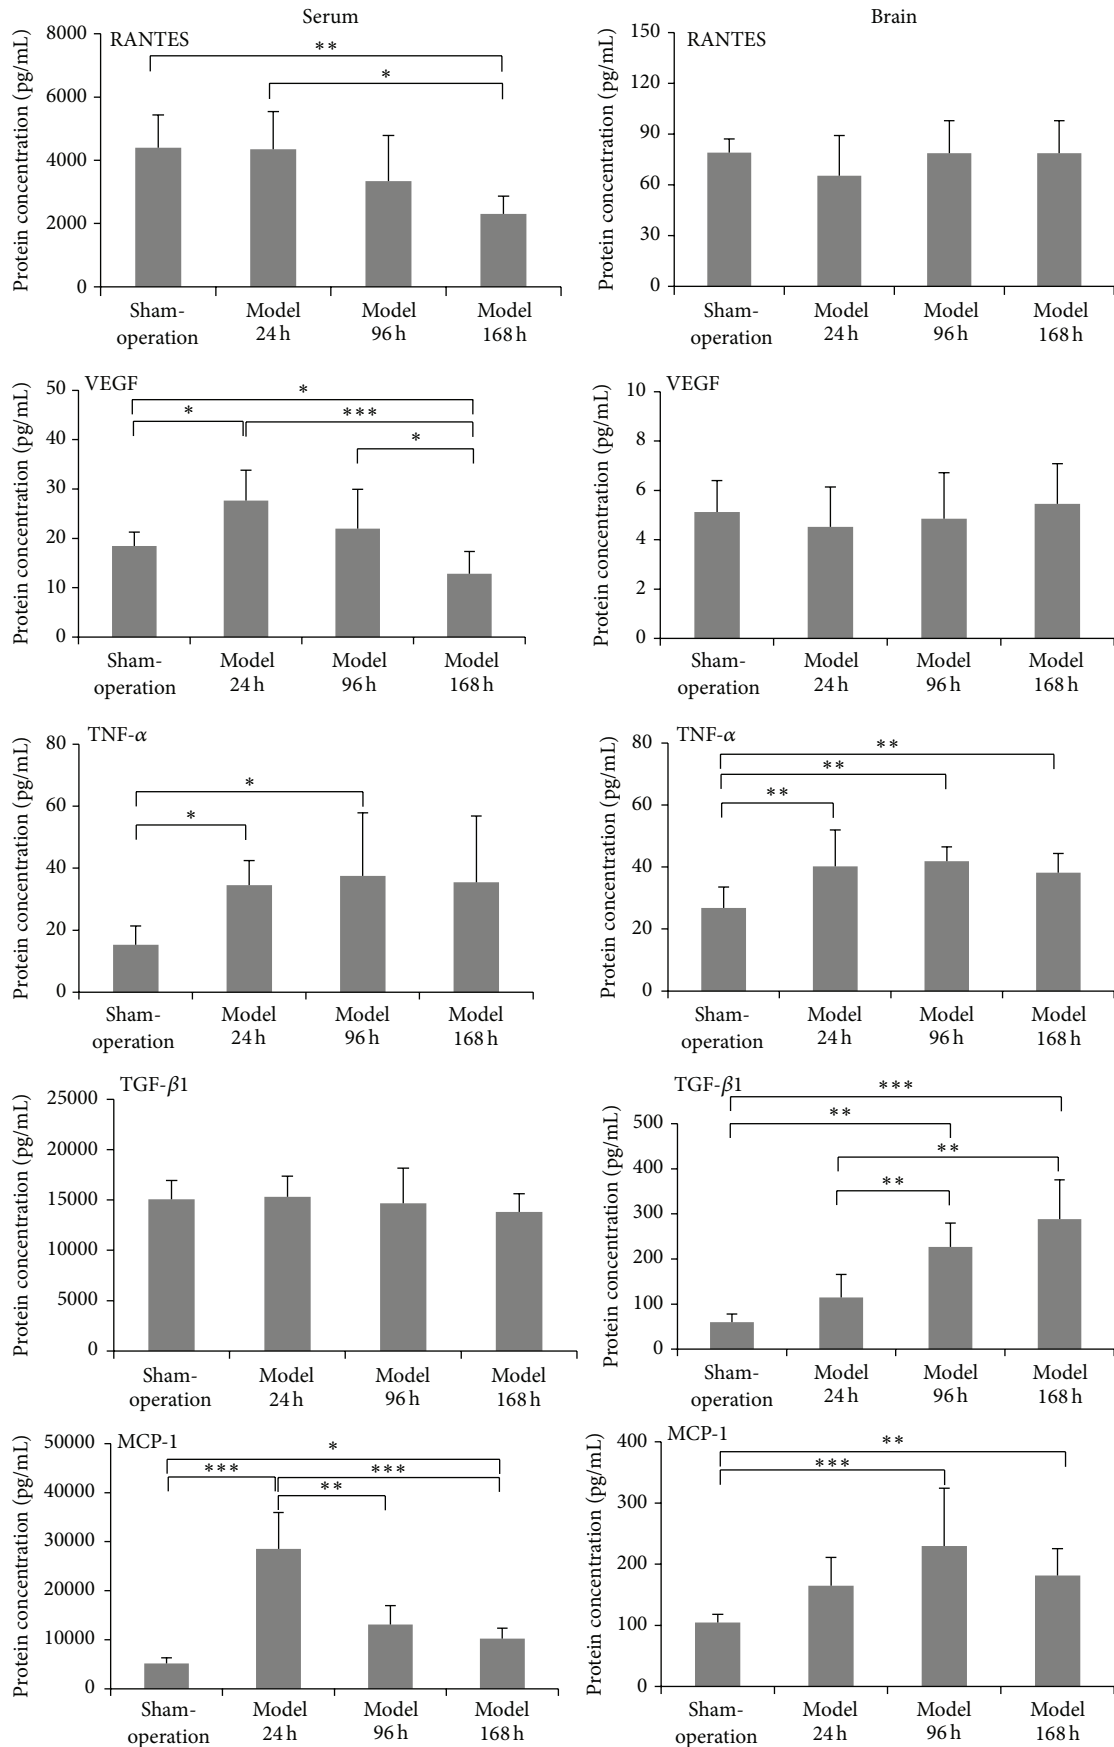 Serum
Brain
RANTES
Protein concentration (pg/mL)
8000
6000
4000
2000
0
**
*
Sham-
operation
Model
24 h
Model
96 h
Model
168 h
RANTES
Protein concentration (pg/mL)
150
120
90
60
30
0
Sham-
operation
Model
24 h
Model
96 h
Model
168 h
VEGF
Protein concentration (pg/mL)
50
40
30
20
10
0
*
*
***
*
Sham-
operation
Model
24 h
Model
96 h
Model
168 h
VEGF
Protein concentration (pg/mL)
10
8
6
4
2
0
Sham-
operation
Model
24 h
Model
96 h
Model
168 h
TNF-α
Protein concentration (pg/mL)
80
60
40
20
0
*
*
Sham-
operation
Model
24 h
Model
96 h
Model
168 h
TNF-α
Protein concentration (pg/mL)
80
60
40
20
0
**
**
**
Sham-
operation
Model
24 h
Model
96 h
Model
168 h
TGF-β1
Protein concentration (pg/mL)
25000
20000
15000
10000
5000
0
Sham-
operation
Model
24 h
Model
96 h
Model
168 h
TGF-β1
Protein concentration (pg/mL)
500
400
300
200
100
0
***
**
**
**
Sham-
operation
Model
24 h
Model
96 h
Model
168 h
MCP-1
Protein concentration (pg/mL)
50000
40000
30000
20000
10000
0
*
***
***
**
Sham-
operation
Model
24 h
Model
96 h
Model
168 h
MCP-1
Protein concentration (pg/mL)
400
300
200
100
0
**
***
Sham-
operation
Model
24 h
Model
96 h
Model
168 h